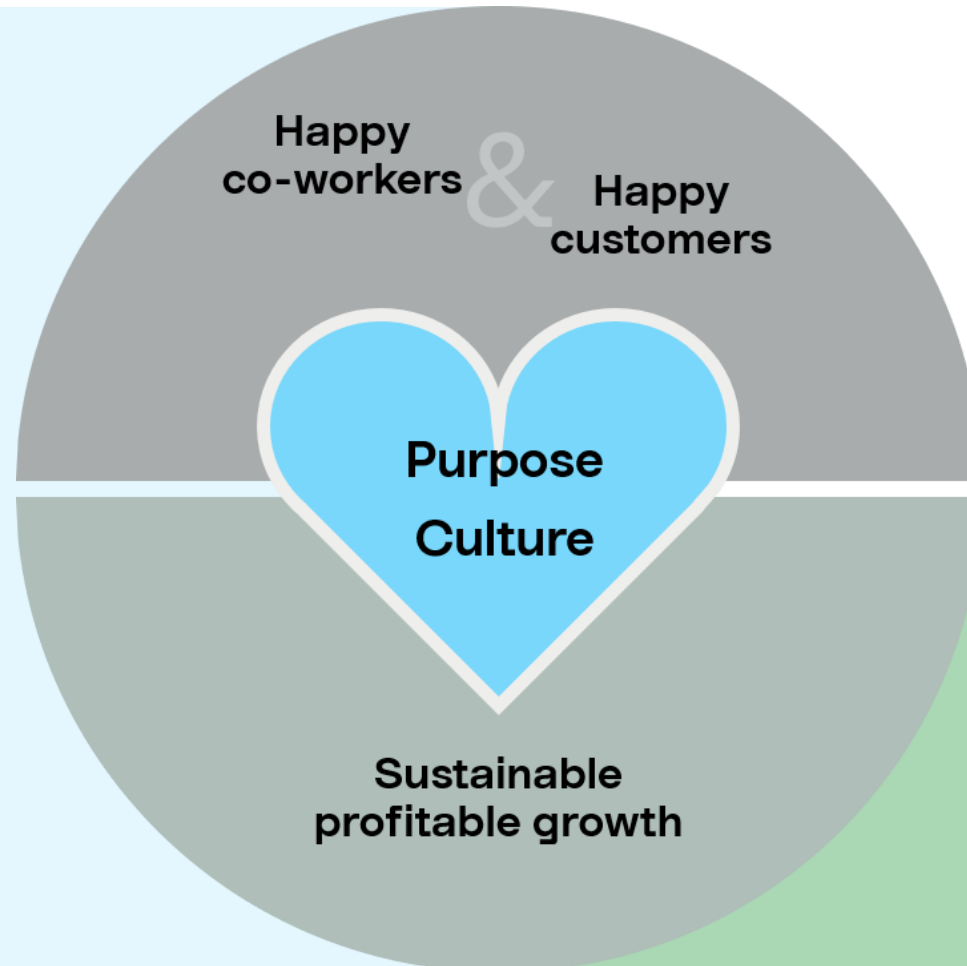 Happy
co-workers
&
Happy
customers
Purpose
Culture
Sustainable
profitable growth